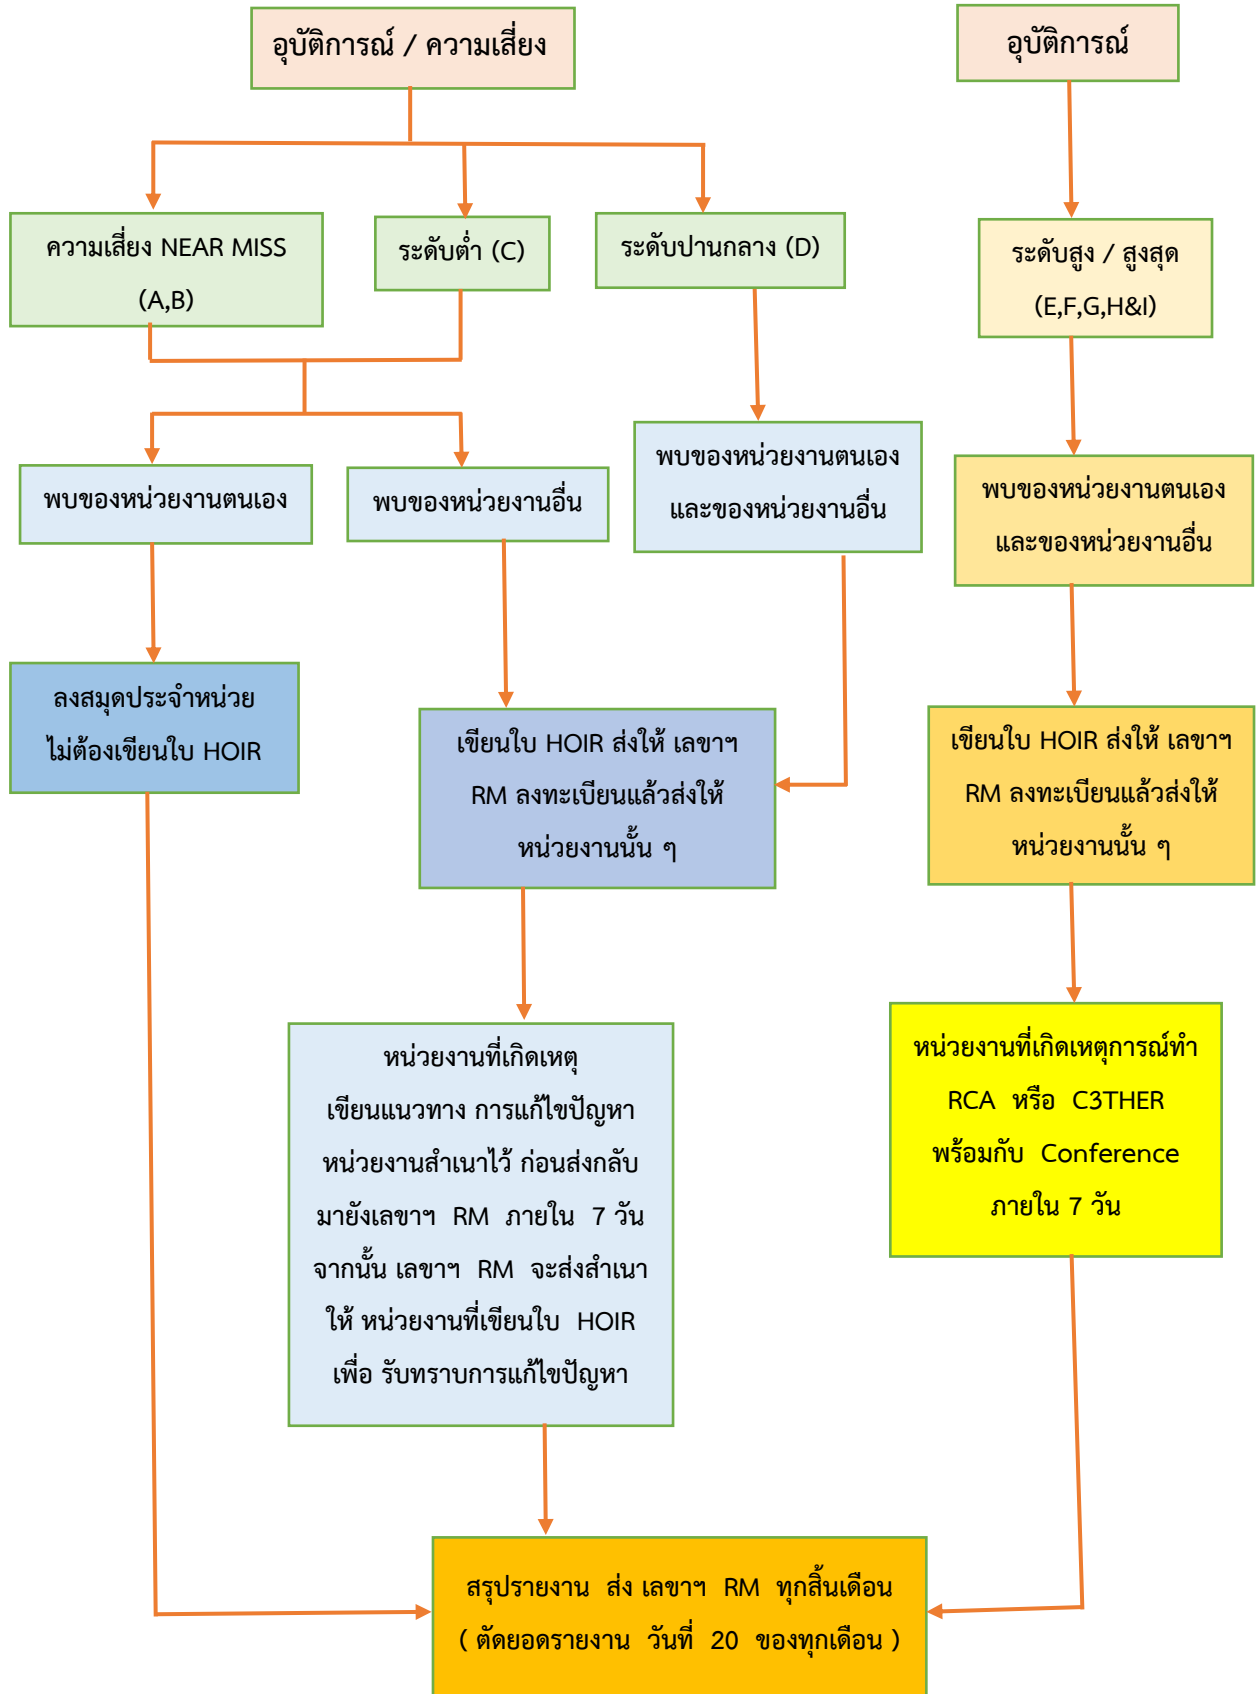 อุบัติการณ์ / ความเสี่ยง
อุบัติการณ์
ความเสี่ยง NEAR MISS
(A,B)
ระดับต่ำ (C)
ระดับปานกลาง (D)
ระดับสูง / สูงสุด
(E,F,G,H&I)
พบของหน่วยงานตนเอง
พบของหน่วยงานอื่น
พบของหน่วยงานตนเอง
และของหน่วยงานอื่น
พบของหน่วยงานตนเอง
และของหน่วยงานอื่น
ลงสมุดประจำหน่วย
ไม่ต้องเขียนใบ HOIR
เขียนใบ HOIR ส่งให้ เลขาฯ
RM ลงทะเบียนแล้วส่งให้
หน่วยงานนั้น ๆ
เขียนใบ HOIR ส่งให้ เลขาฯ
RM ลงทะเบียนแล้วส่งให้
หน่วยงานนั้น ๆ
หน่วยงานที่เกิดเหตุ
เขียนแนวทาง การแก้ไขปัญหา
หน่วยงานสำเนาไว้ ก่อนส่งกลับ
มายังเลขาฯ RM ภายใน 7 วัน
จากนั้น เลขาฯ RM จะส่งสำเนา
ให้ หน่วยงานที่เขียนใบ HOIR
เพื่อ รับทราบการแก้ไขปัญหา
หน่วยงานที่เกิดเหตุการณ์ทำ
RCA หรือ C3THER
พร้อมกับ Conference
ภายใน 7 วัน
สรุปรายงาน ส่ง เลขาฯ RM ทุกสิ้นเดือน
( ตัดยอดรายงาน วันที่ 20 ของทุกเดือน )